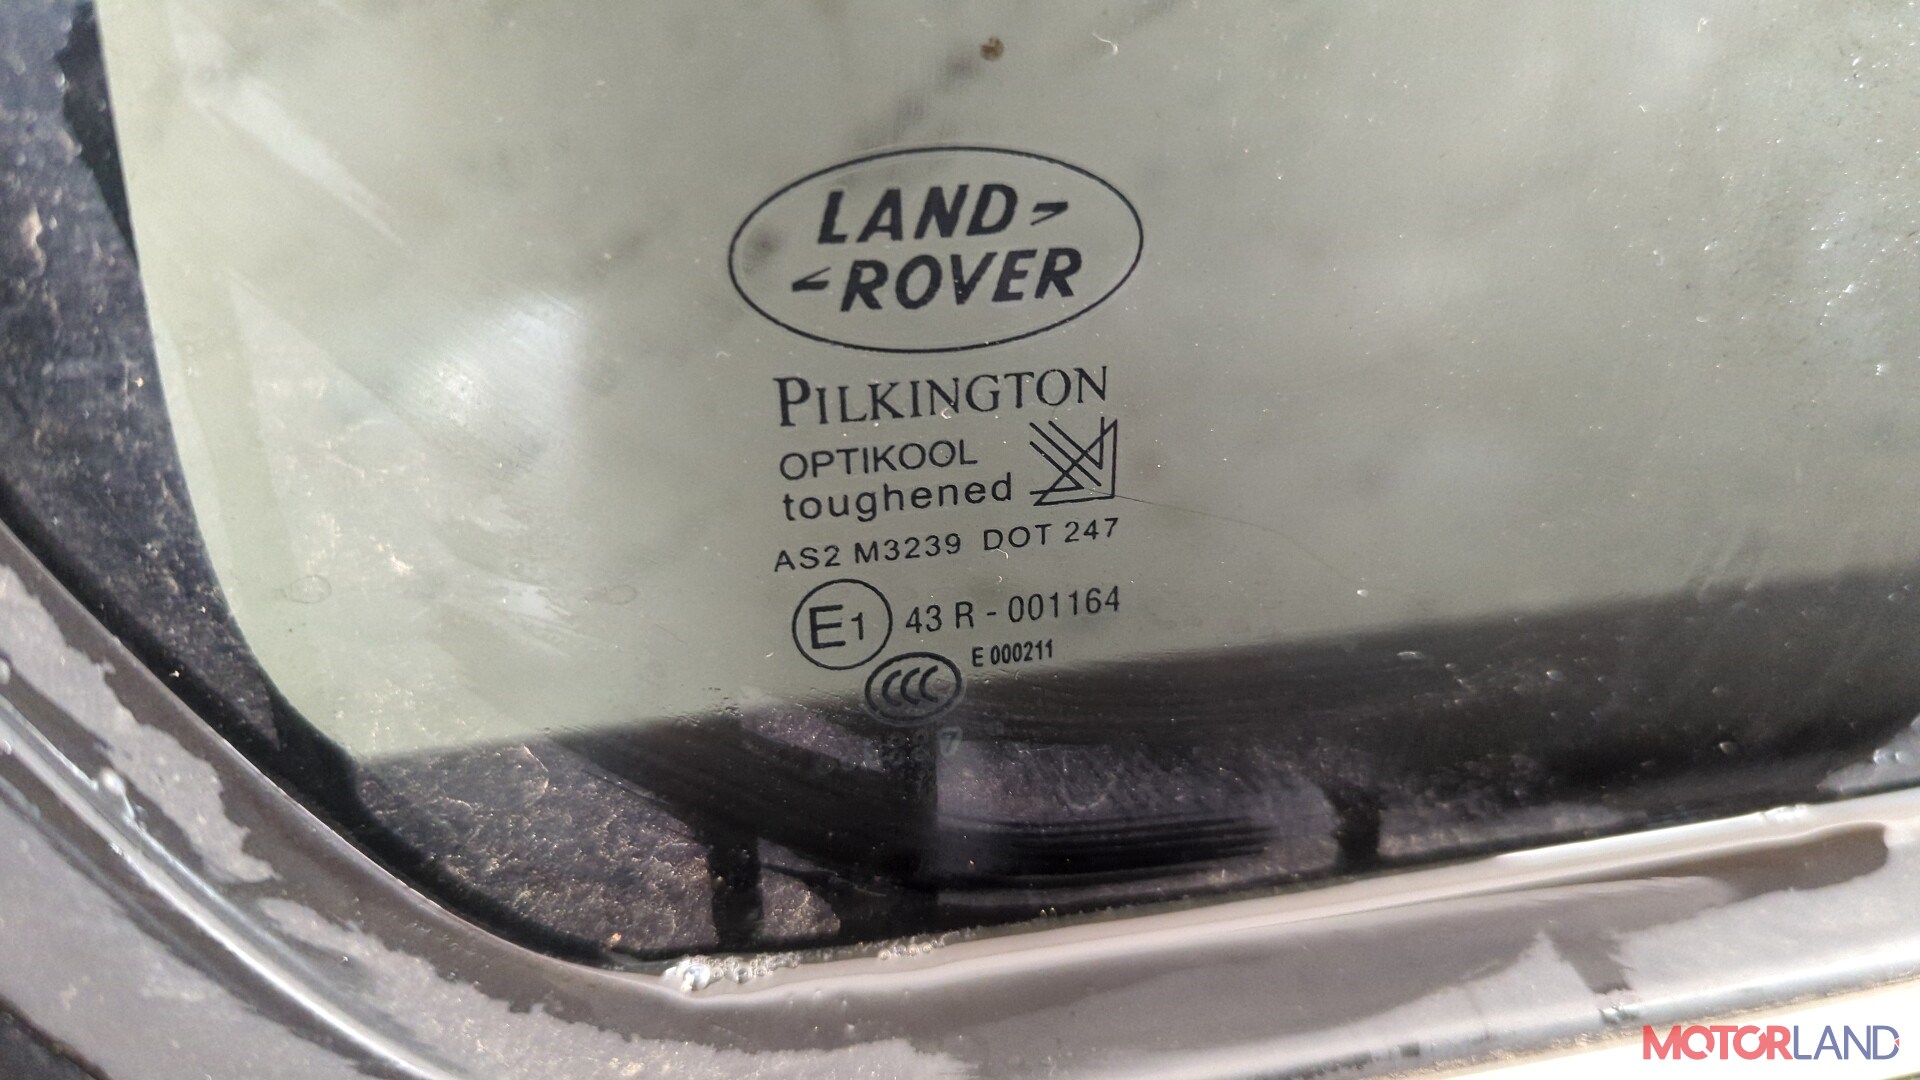 LAND
ROVER
PILKINGTON
OPTIKOOL
toughened
AS2 M3239 DOT 247
E1 43 R - 001164
E 000211
CCC
MOTORLAND